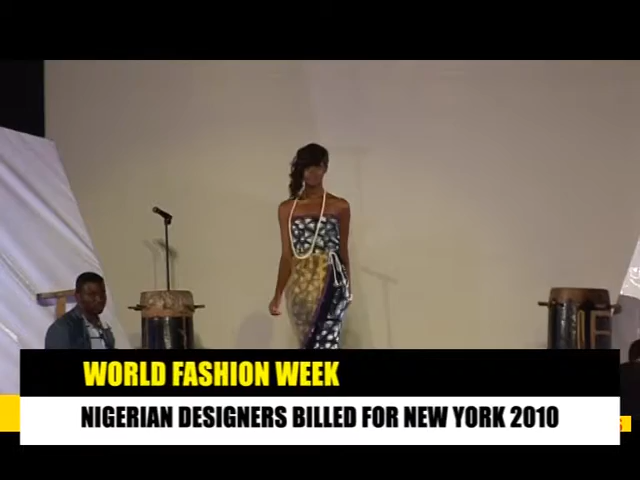 WORLD FASHION WEEK
NIGERIAN DESIGNERS BILLED FOR NEW YORK 2010